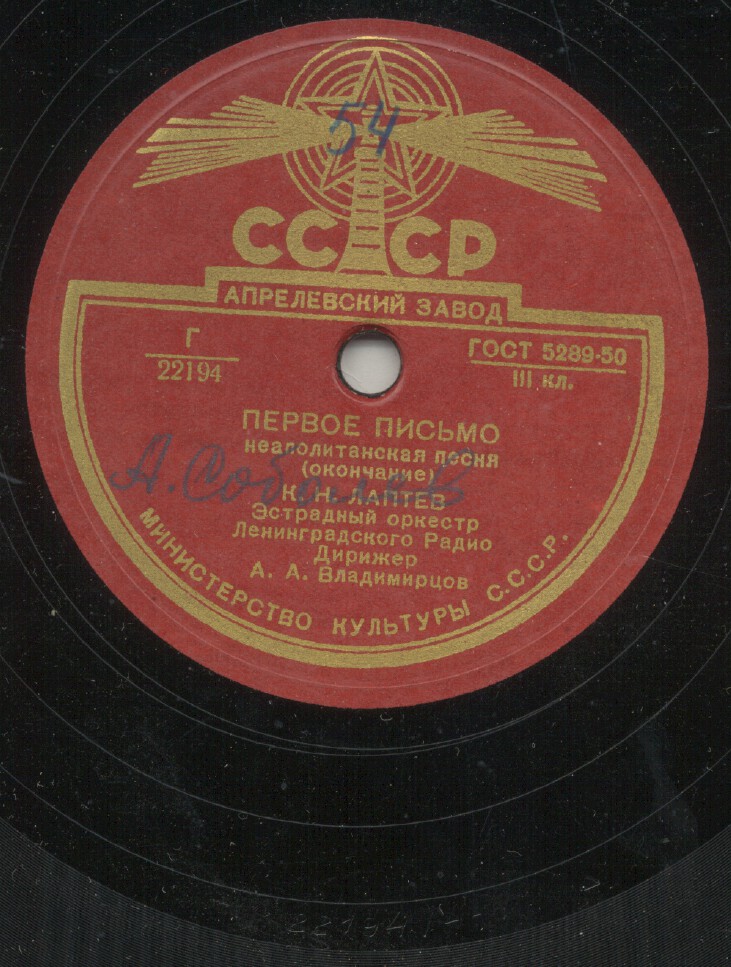 54
СССР
АПРЕЛЕВСКИЙ ЗАВОД
Г
22194
ГОСТ 5289-50
III кл.
ПЕРВОЕ ПИСЬМО
неаполитанская песня
(окончание)
А. Соболев
К. Н. ЛАПТЕВ
Эстрадный оркестр
Ленинградского Радио
Дирижер
А. А. Владимирцов
МИНИСТЕРСТВО КУЛЬТУРЫ С.С.С.Р.
22194